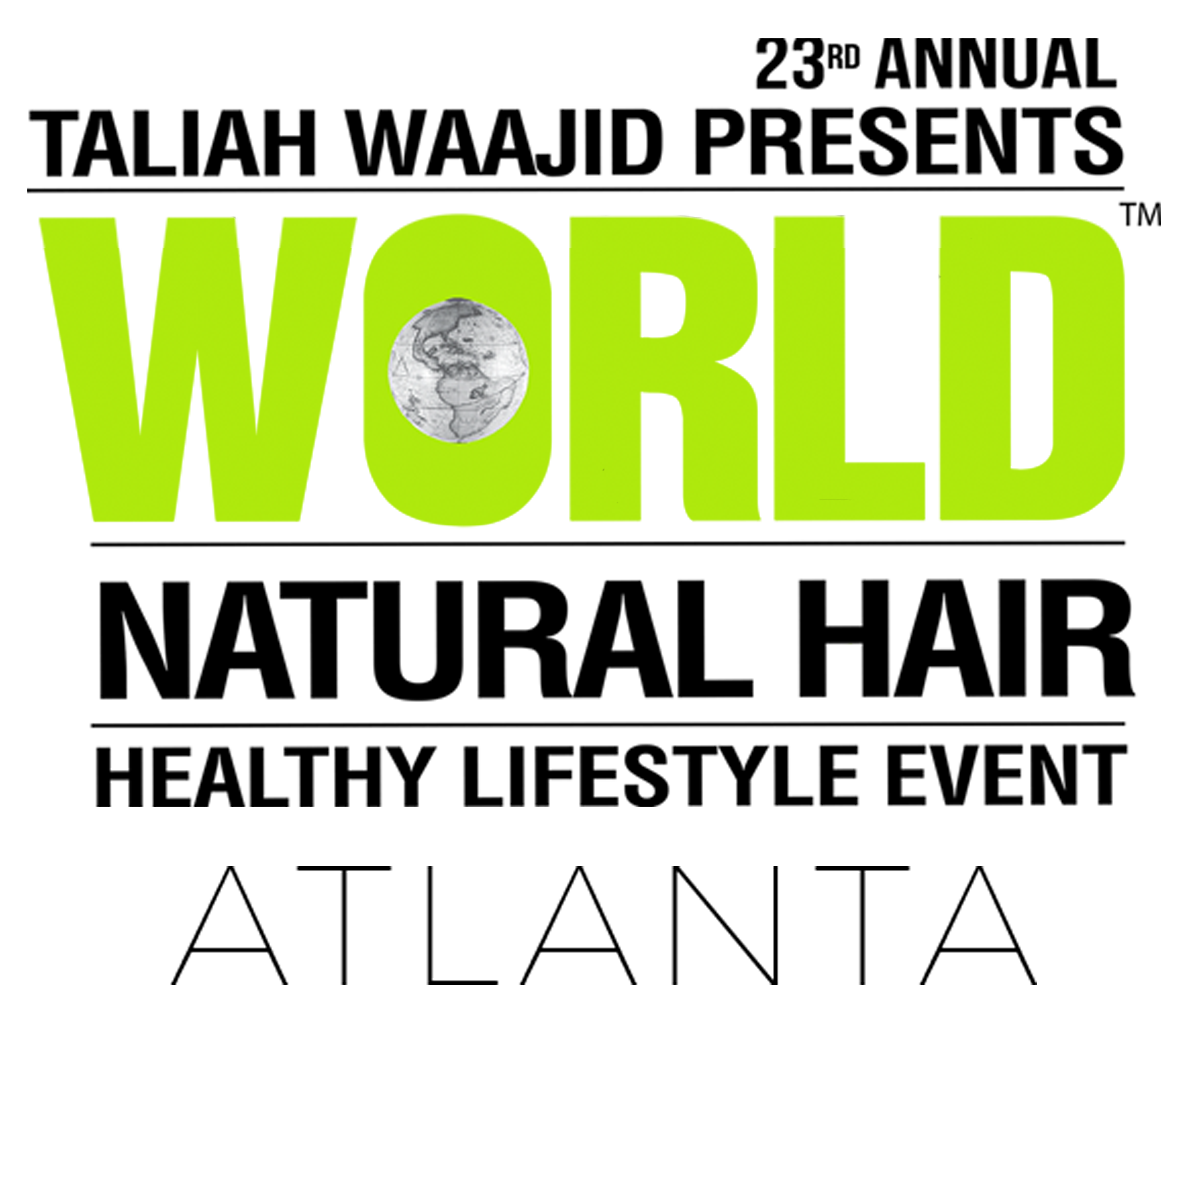 23RD ANNUAL
TALIAH WAAJID PRESENTS
WORLD™
NATURAL HAIR
HEALTHY LIFESTYLE EVENT
ATLANTA